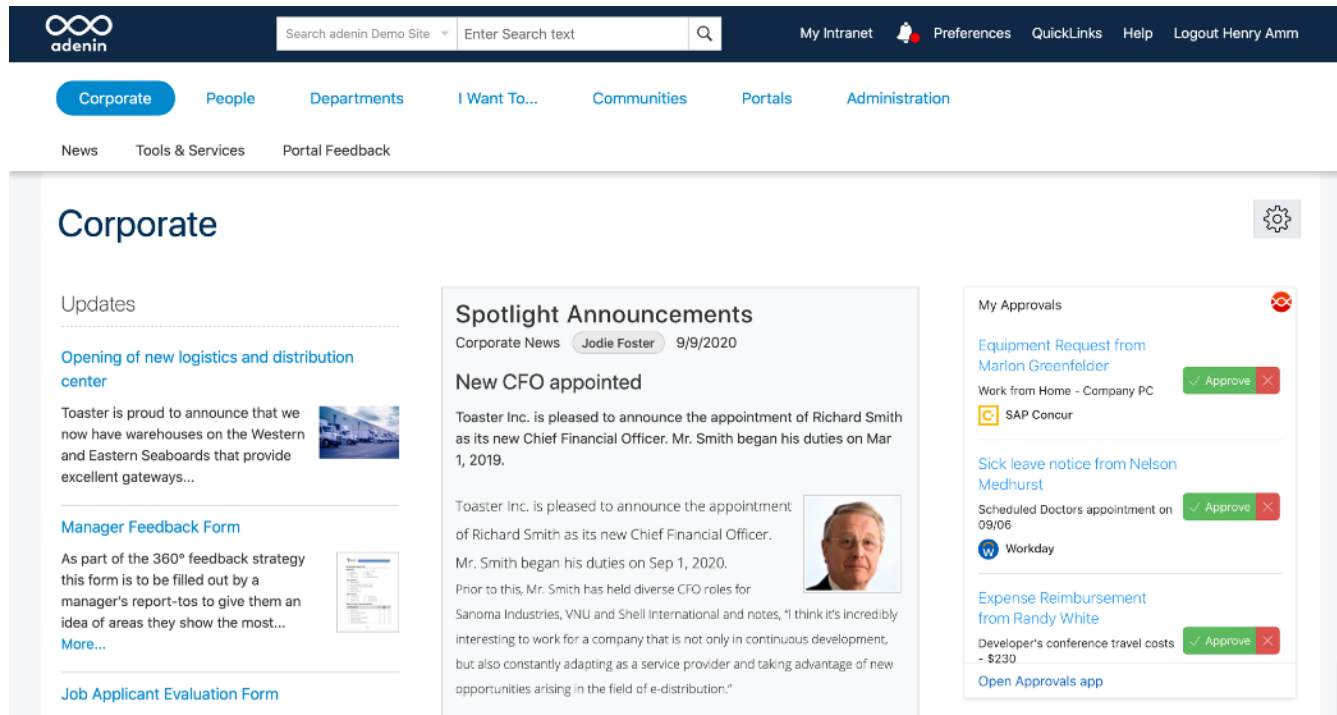 adenin
Search adenin Demo Site
Enter Search text
My Intranet
Preferences
QuickLinks
Help
Logout Henry Amm
Corporate
People
Departments
I Want To...
Communities
Portals
Administration
News
Tools & Services
Portal Feedback
Corporate
Updates
Opening of new logistics and distribution
center
Toaster is proud to announce that we
now have warehouses on the Western
and Eastern Seaboards that provide
excellent gateways...
Manager Feedback Form
As part of the 360° feedback strategy
this form is to be filled out by a
manager's report-tos to give them an
idea of areas they show the most...
More...
Job Applicant Evaluation Form
Spotlight Announcements
Corporate News Jodie Foster 9/9/2020
New CFO appointed
Toaster Inc. is pleased to announce the appointment of Richard Smith
as its new Chief Financial Officer. Mr. Smith began his duties on Mar
1, 2019.
Toaster Inc. is pleased to announce the appointment
of Richard Smith as its new Chief Financial Officer.
Mr. Smith began his duties on Sep 1, 2020.
Prior to this, Mr. Smith has held diverse CFO roles for
Sanoma Industries, VNU and Shell International and notes, "I think it's incredibly
interesting to work for a company that is not only in continuous development,
but also constantly adapting as a service provider and taking advantage of new
opportunities arising in the field of e-distribution."
My Approvals
Equipment Request from
Marlon Greenfelder
Work from Home - Company PC
SAP Concur
Approve
Sick leave notice from Nelson
Medhurst
Scheduled Doctors appointment on
09/06
Workday
Approve
Expense Reimbursement
from Randy White
Developer's conference travel costs
- $230
Approve
Open Approvals app